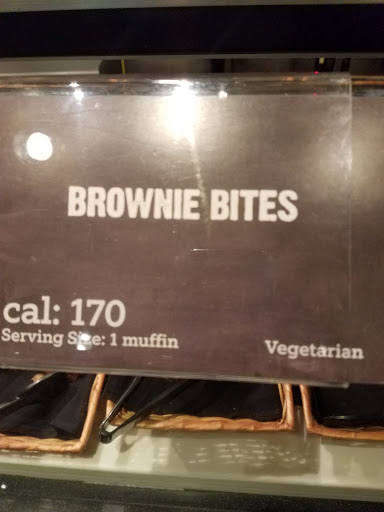 BROWNIE BITES
cal: 170
Serving Size: 1 muffin
Vegetarian